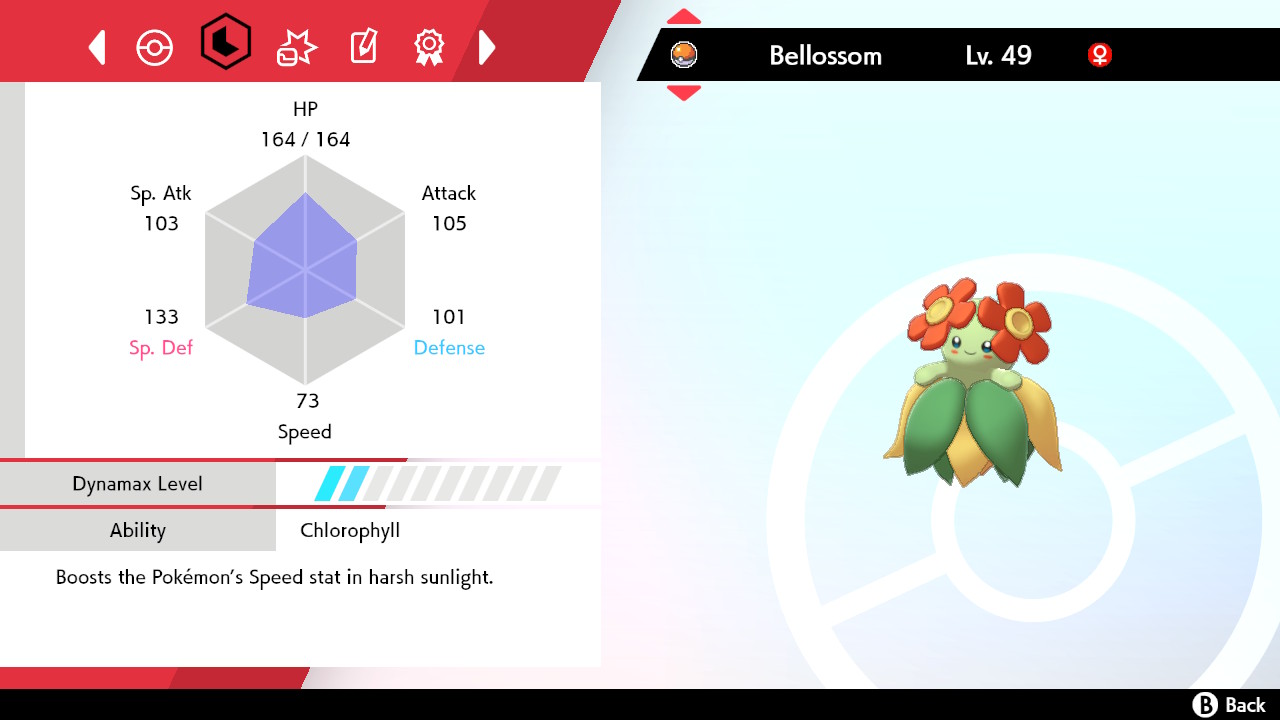 Bellossom Lv. 49
HP
164 / 164
Sp. Atk
103
Attack
105
133
Sp. Def
101
Defense
73
Speed
Dynamax Level
Ability Chlorophyll
Boosts the Pokémon's Speed stat in harsh sunlight.
B Back